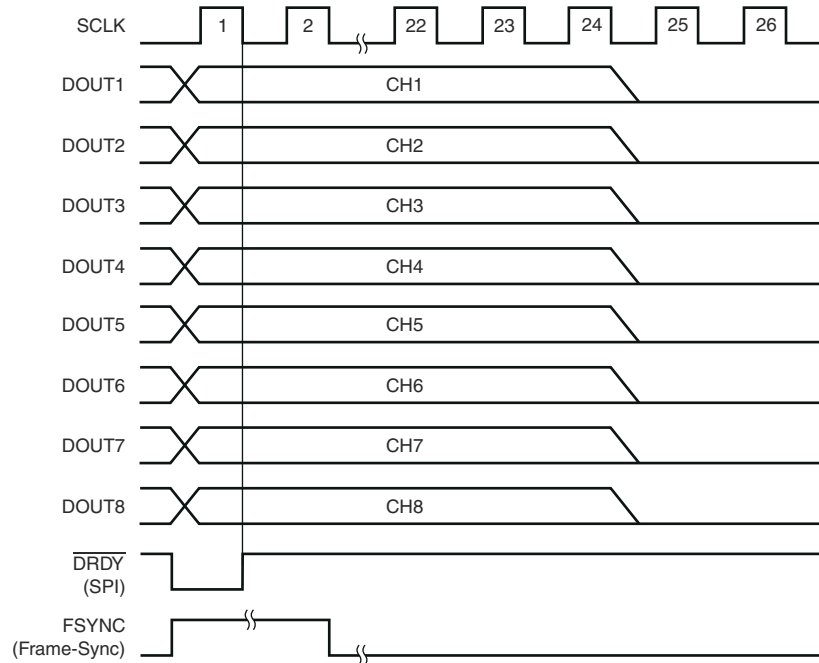 SCLK 1 2 22 23 24 25 26
DOUT1 CH1
DOUT2 CH2
DOUT3 CH3
DOUT4 CH4
DOUT5 CH5
DOUT6 CH6
DOUT7 CH7
DOUT8 CH8
DRDY
(SPI)
FSYNC
(Frame-Sync)